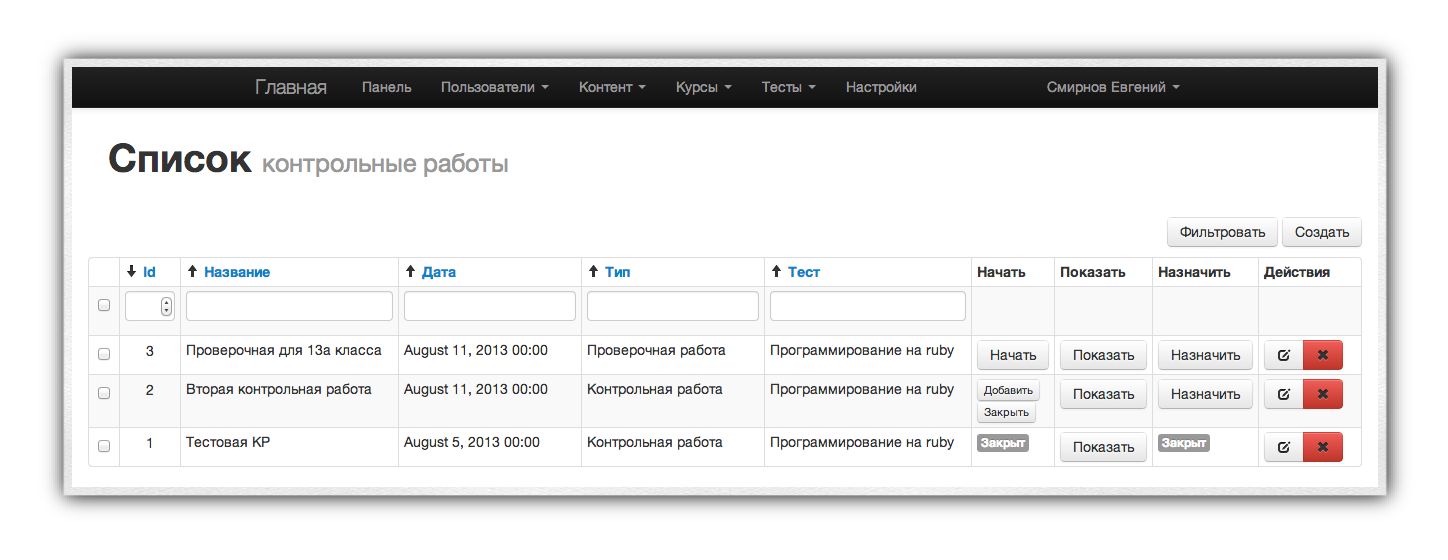 Главная Панель Пользователи Контент Курсы Тесты Настройки Смирнов Евгений
Список контрольные работы
Фильтровать Создать
Id Название Дата Тип Тест Начать Показать Назначить Действия
3 Проверочная для 13а класса August 11, 2013 00:00 Проверочная работа Программирование на ruby Начать Показать Назначить
2 Вторая контрольная работа August 11, 2013 00:00 Контрольная работа Программирование на ruby Добавить Показать Назначить
Закрыть
1 Тестовая КР August 5, 2013 00:00 Контрольная работа Программирование на ruby Закрыт Показать Закрыт